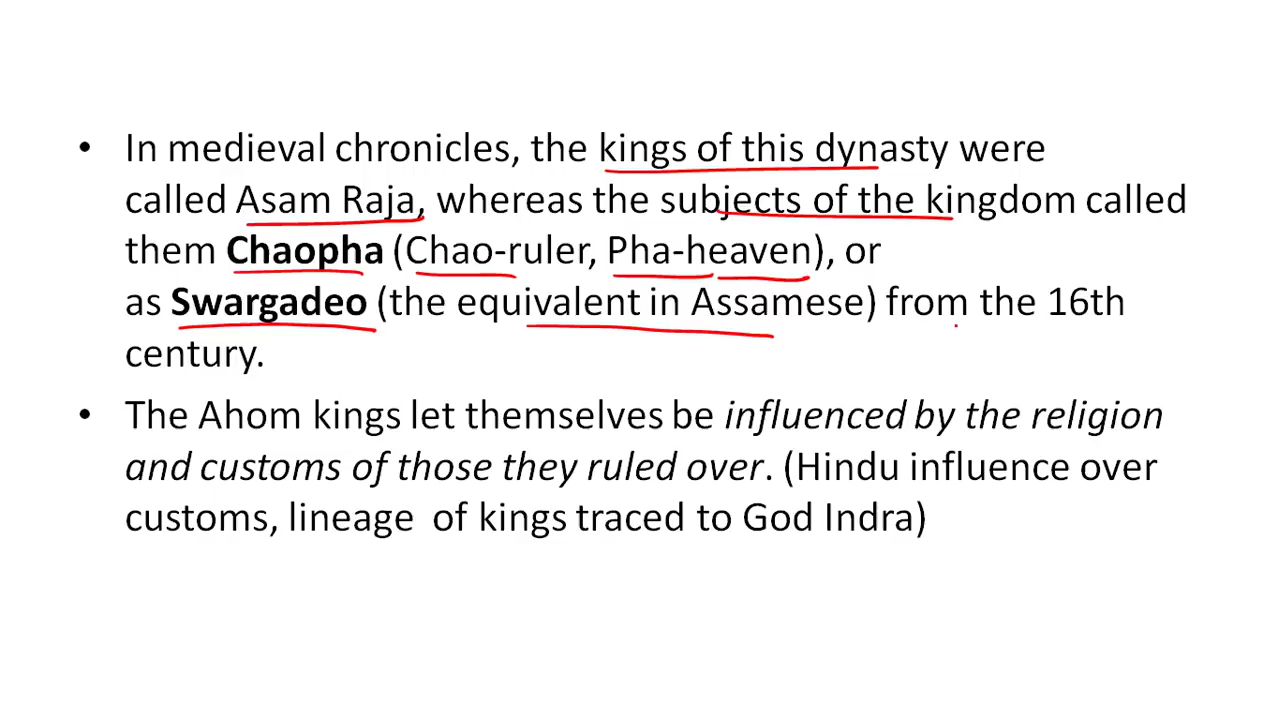 • In medieval chronicles, the kings of this dynasty were
called Asam Raja, whereas the subjects of the kingdom called
them Chaopha (Chao-ruler, Pha-heaven), or
as Swargadeo (the equivalent in Assamese) from the 16th
century.
• The Ahom kings let themselves be influenced by the religion
and customs of those they ruled over. (Hindu influence over
customs, lineage of kings traced to God Indra)